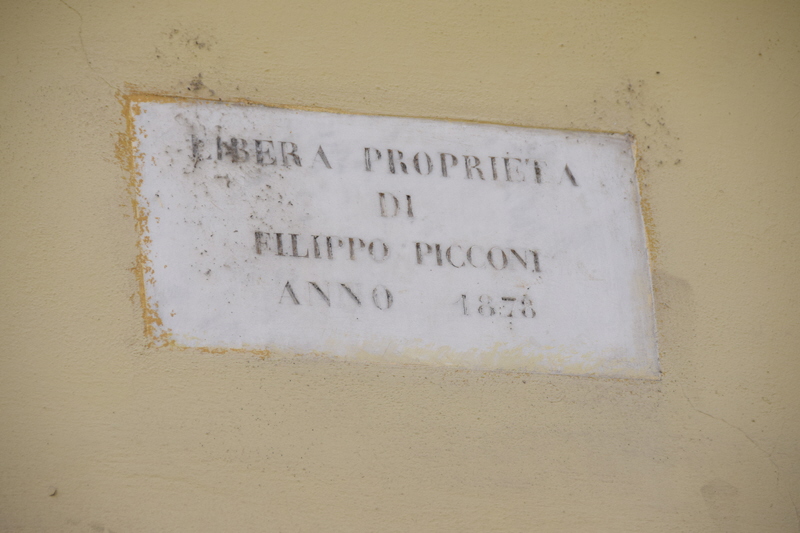 LIBERA PROPRIETA
DI
FILIPPO PICCONI
ANNO 1878